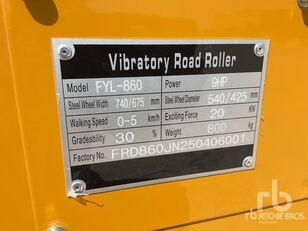 Vibratory Road Roller
Model FYL-860 Power 9HP
Steel Wheel Width 740/675 mm Steel Wheel Diameter 540/425 mm
Walking Speed 0-5 km/h Exciting Force 20 KN
Gradeability 30 % Weight 800 kg
Factory No. FRD860JN250406001
rb
RITCHIE BROS